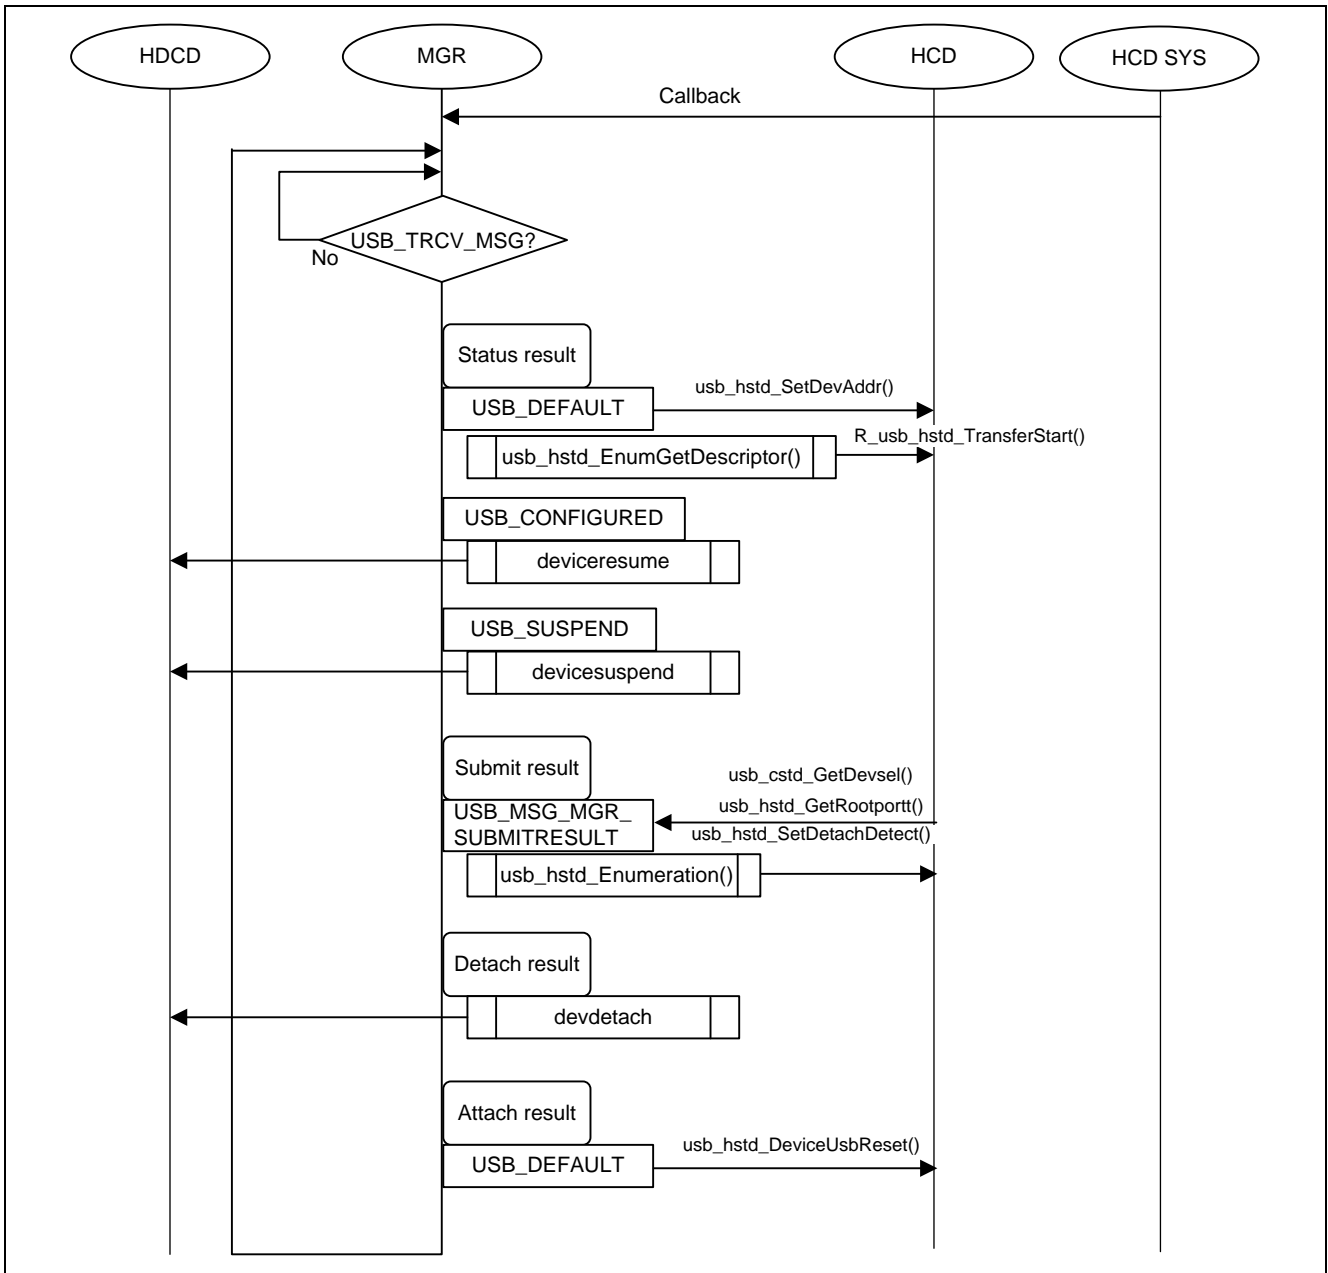 HDCD
MGR
HCD
HCD SYS
Callback
USB_TRCV_MSG?
No
Status result
USB_DEFAULT
usb_hstd_SetDevAddr()
R_usb_hstd_TransferStart()
usb_hstd_EnumGetDescriptor()
USB_CONFIGURED
deviceresume
USB_SUSPEND
devicesuspend
Submit result
usb_cstd_GetDevsel()
usb_hstd_GetRootportt()
USB_MSG_MGR_
SUBMITRESULT
usb_hstd_SetDetachDetect()
usb_hstd_Enumeration()
Detach result
devdetach
Attach result
usb_hstd_DeviceUsbReset()
USB_DEFAULT